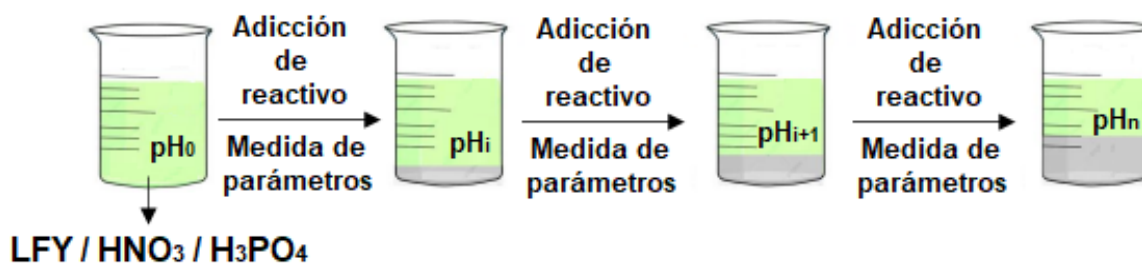 Adicción
de
reactivo
Medida de
parámetros
Adicción
de
reactivo
Medida de
parámetros
Adicción
de
reactivo
Medida de
parámetros
pH₀
pHi
pHi+1
pHn
LFY / HNO₃ / H₃PO₄